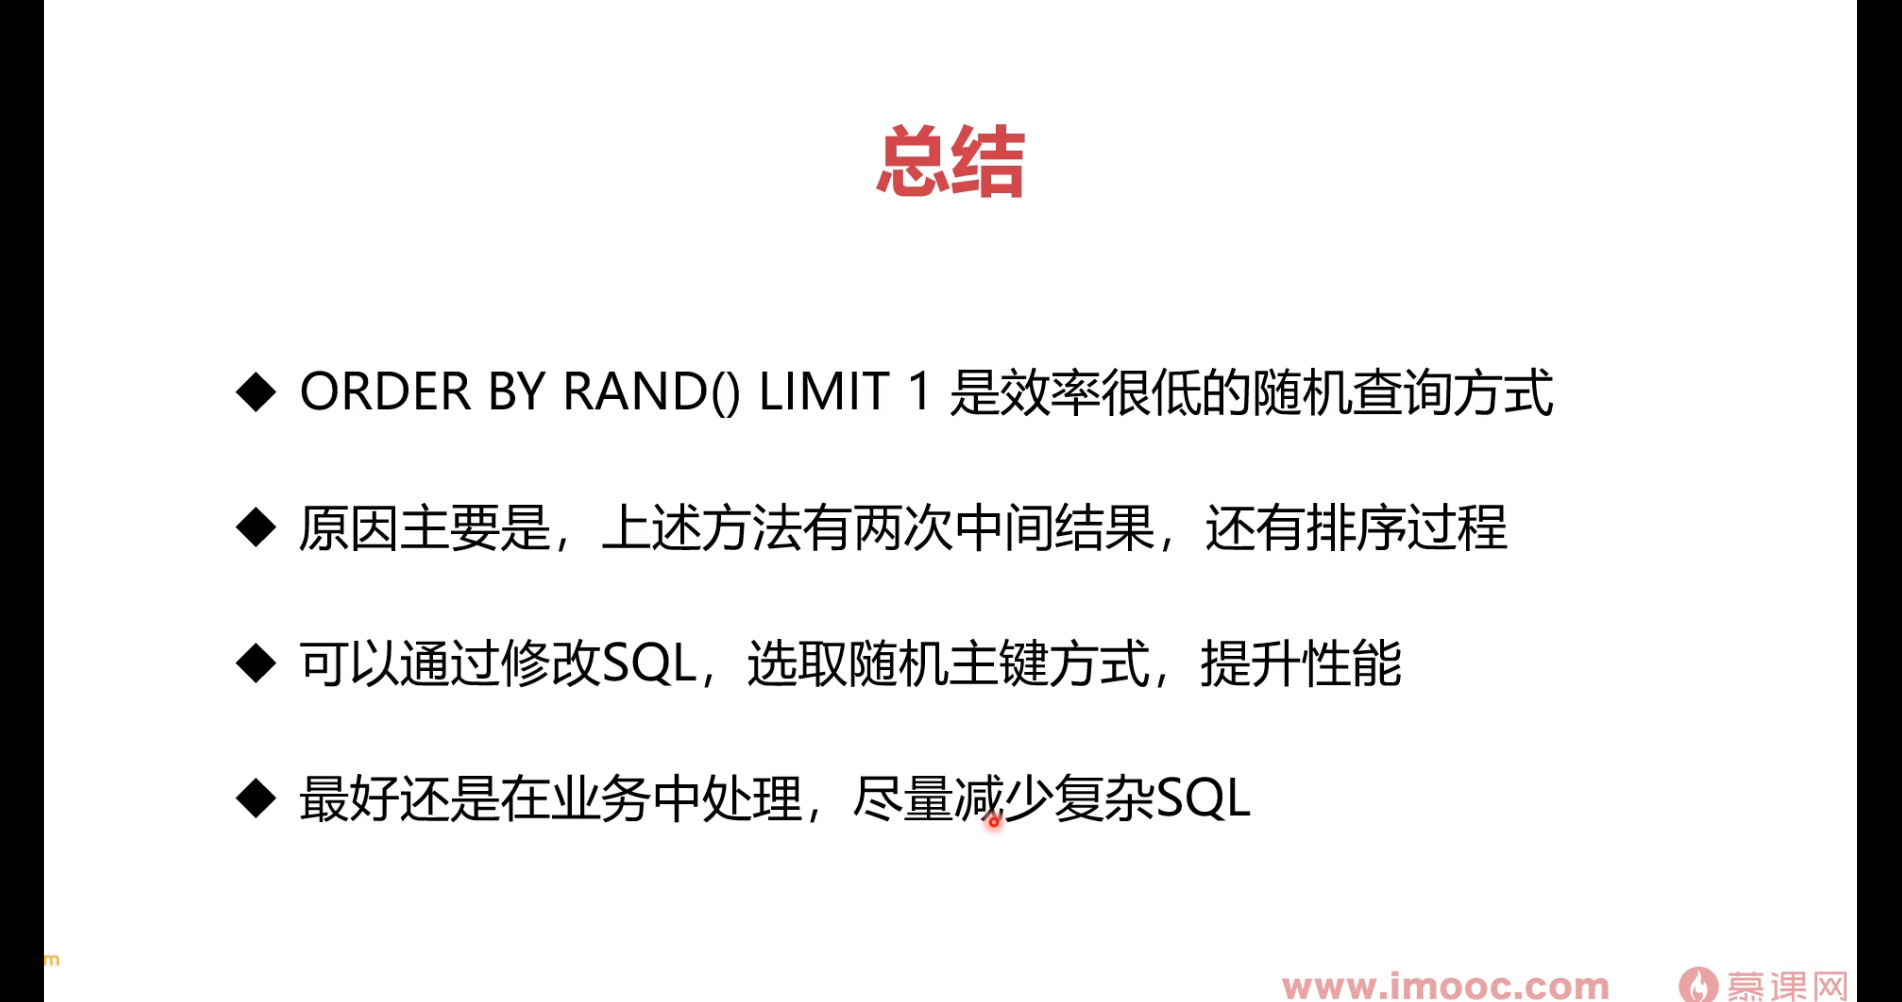 总结
◆ ORDER BY RAND() LIMIT 1 是效率很低的随机查询方式
◆ 原因主要是，上述方法有两次中间结果，还有排序过程
◆ 可以通过修改SQL，选取随机主键方式，提升性能
◆ 最好还是在业务中处理，尽量减少复杂SQL
m
www.imooc.com 慕课网